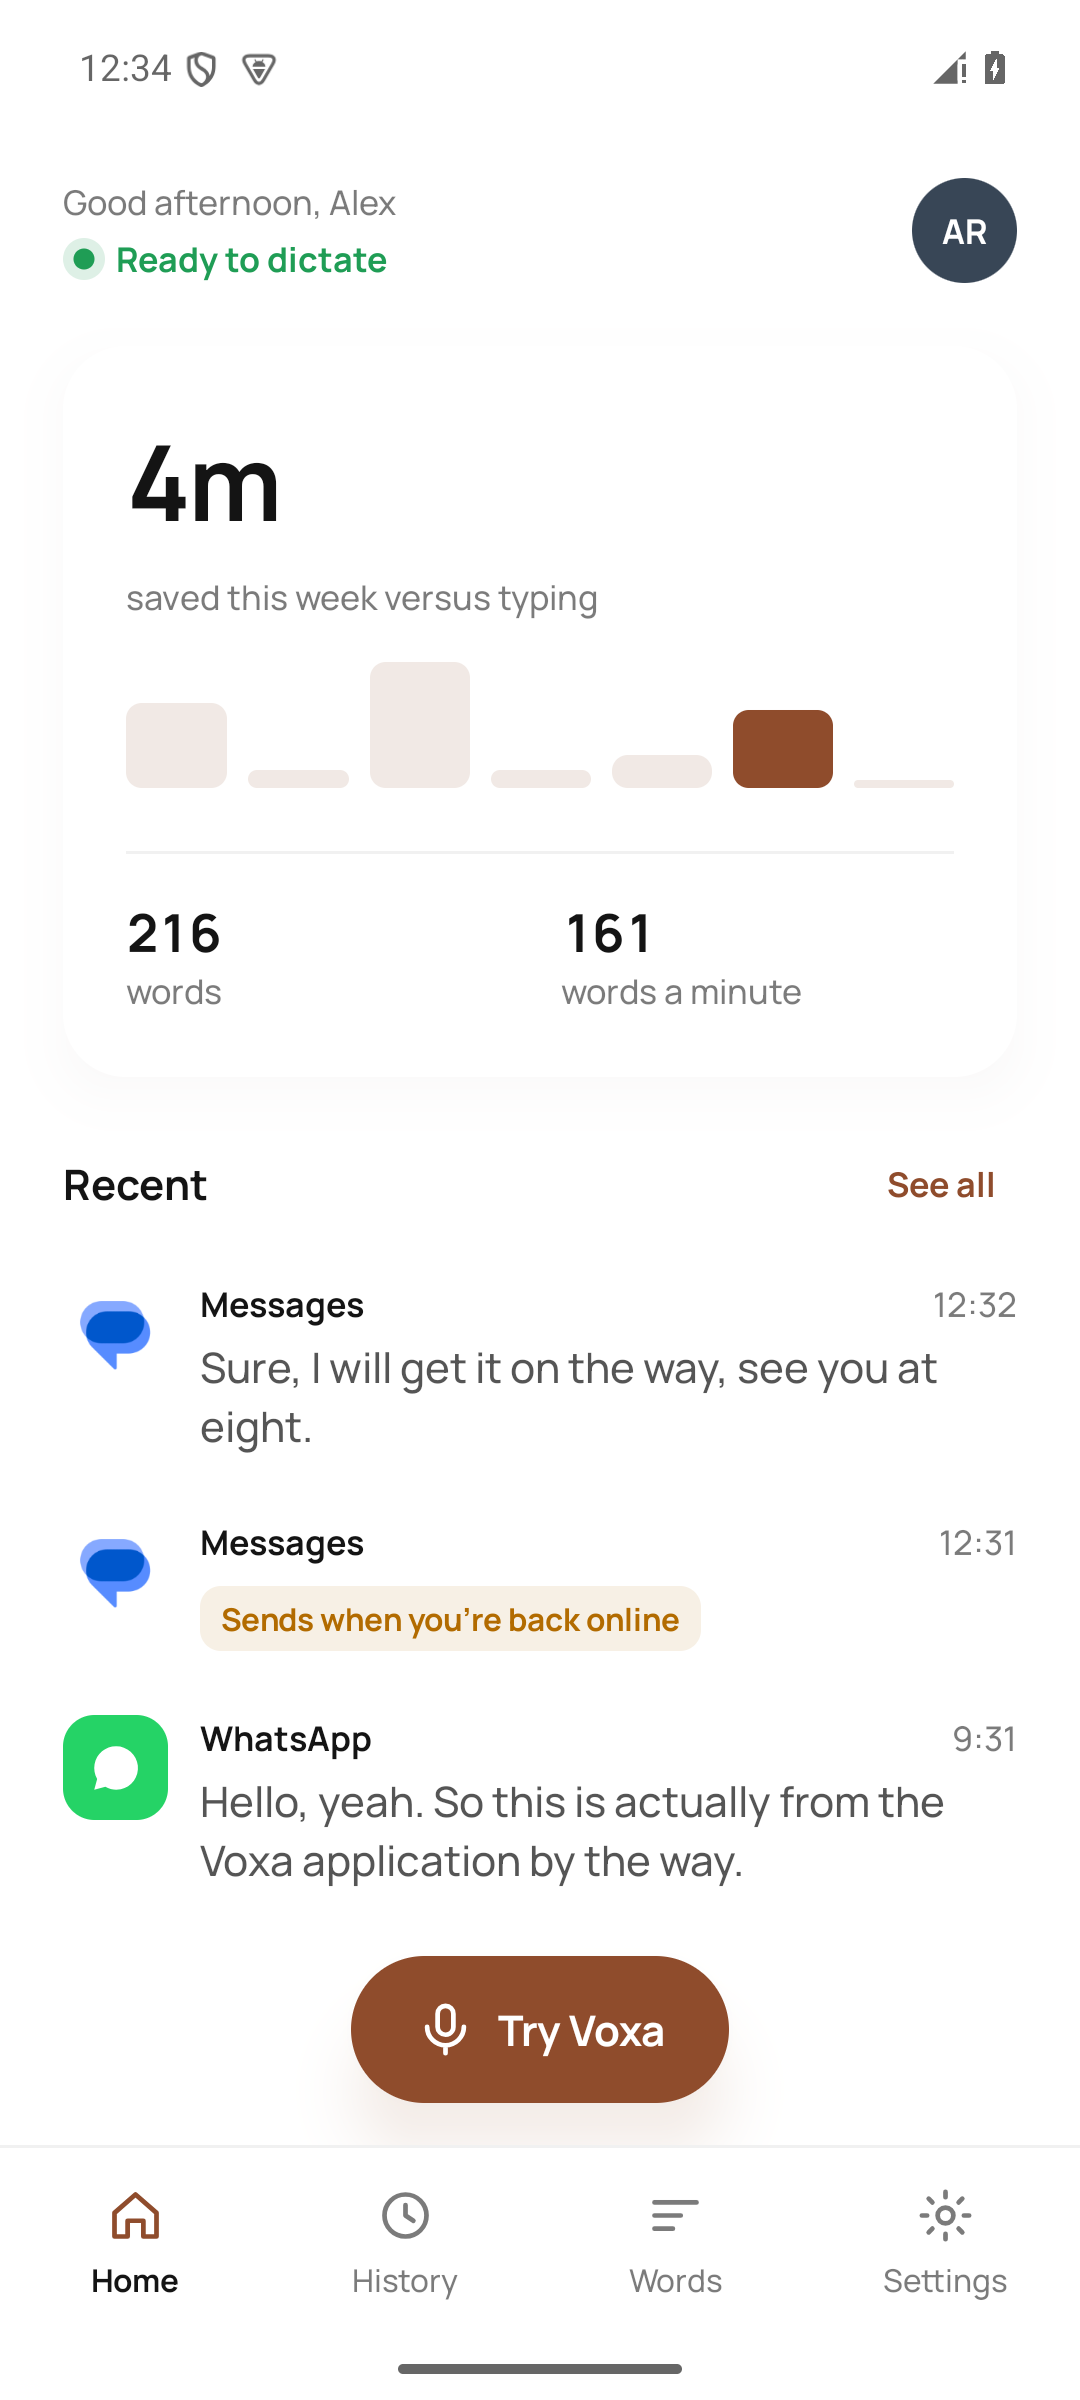 12:34
Good afternoon, Alex
Ready to dictate
AR
4m
saved this week versus typing
216
words
161
words a minute
Recent
See all
Messages
12:32
Sure, I will get it on the way, see you at
eight.
Messages
12:31
Sends when you’re back online
WhatsApp
9:31
Hello, yeah. So this is actually from the
Voxa application by the way.
Try Voxa
Home
History
Words
Settings